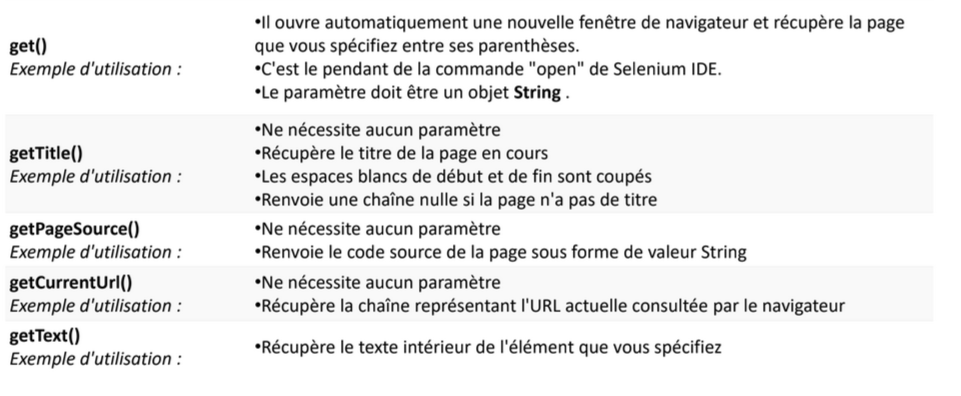 get()
Exemple d'utilisation :
•Il ouvre automatiquement une nouvelle fenêtre de navigateur et récupère la page
que vous spécifiez entre ses parenthèses.
•C'est le pendant de la commande "open" de Selenium IDE.
•Le paramètre doit être un objet String .
getTitle()
Exemple d'utilisation :
•Ne nécessite aucun paramètre
•Récupère le titre de la page en cours
•Les espaces blancs de début et de fin sont coupés
•Renvoie une chaîne nulle si la page n'a pas de titre
getPageSource()
Exemple d'utilisation :
•Ne nécessite aucun paramètre
•Renvoie le code source de la page sous forme de valeur String
getCurrentUrl()
Exemple d'utilisation :
•Ne nécessite aucun paramètre
•Récupère la chaîne représentant l'URL actuelle consultée par le navigateur
getText()
Exemple d'utilisation :
•Récupère le texte intérieur de l'élément que vous spécifiez